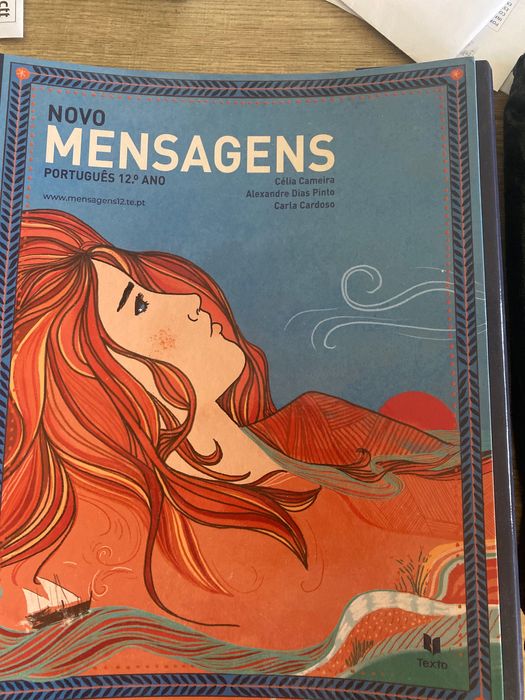 NOVO
MENSAGENS
PORTUGUÊS 12.º ANO
Célia Cameira
Alexandre Dias Pinto
Carla Cardoso
www.mensagens12.te.pt
Texto